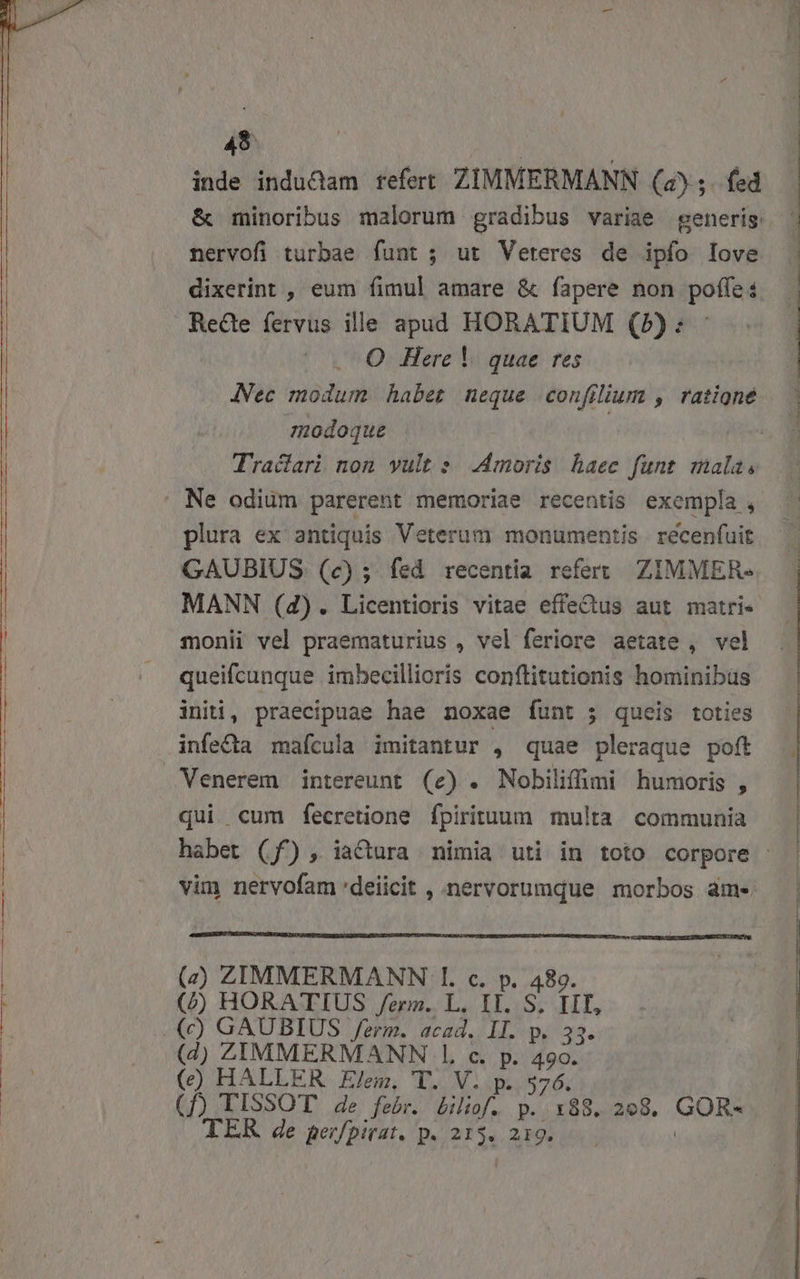 48
inde inductam refert ZIMMERMANN (a); ſed
& minoribus malorum gradibus variae generis
nervoſi turbae ſunt; ut Veteres de ipſo Iove
dixerint, eum ſimul amare & ſapere non poſſe:
Recte ſervus ille apud HORATIUM (b):
O Here! quae res
Nec modum habet neque conſilium, ratione
modoque
Tractari non vult: Amoris haec ſunt mala.
Ne odium parerent memoriae recentis exempla,
plura ex antiquis Veterum monumentis recenſuit
GAUBIUS (c); ſed recentia refert ZIMMER-
MANN (d). Licentioris vitae effectus aut matri-
monii vel praematurius, vel ſeriore aetate, vel
queiſcunque imbecillioris conſtitutionis hominibus
initi, praecipuae hae noxae ſunt; queis toties
infecta maſcula imitantur, quae pleraque poſt
Venerem intereunt (e). Nobiliſſimi humoris,
qui cum ſecretione ſpirituum multa communia
habet (f), iactura nimia uti in toto corpore
vim nervoſam deiicit, nervorumque morbos am-
(a) ZIMMERMANN l. c. p. 489.
(b) HORATIUS ſerm. L. II. S. III,
(c) GAUBIUS ſerm. acad. II. p. 33.
(d) ZIMMERMANN l. c. p. 490.
(e) HALLER Elem. T. V. p. 576.
(f) TISSOT de febr. bilioſ. p. 188. 208. GOR-
TER de perſpirat. p. 215. 219.